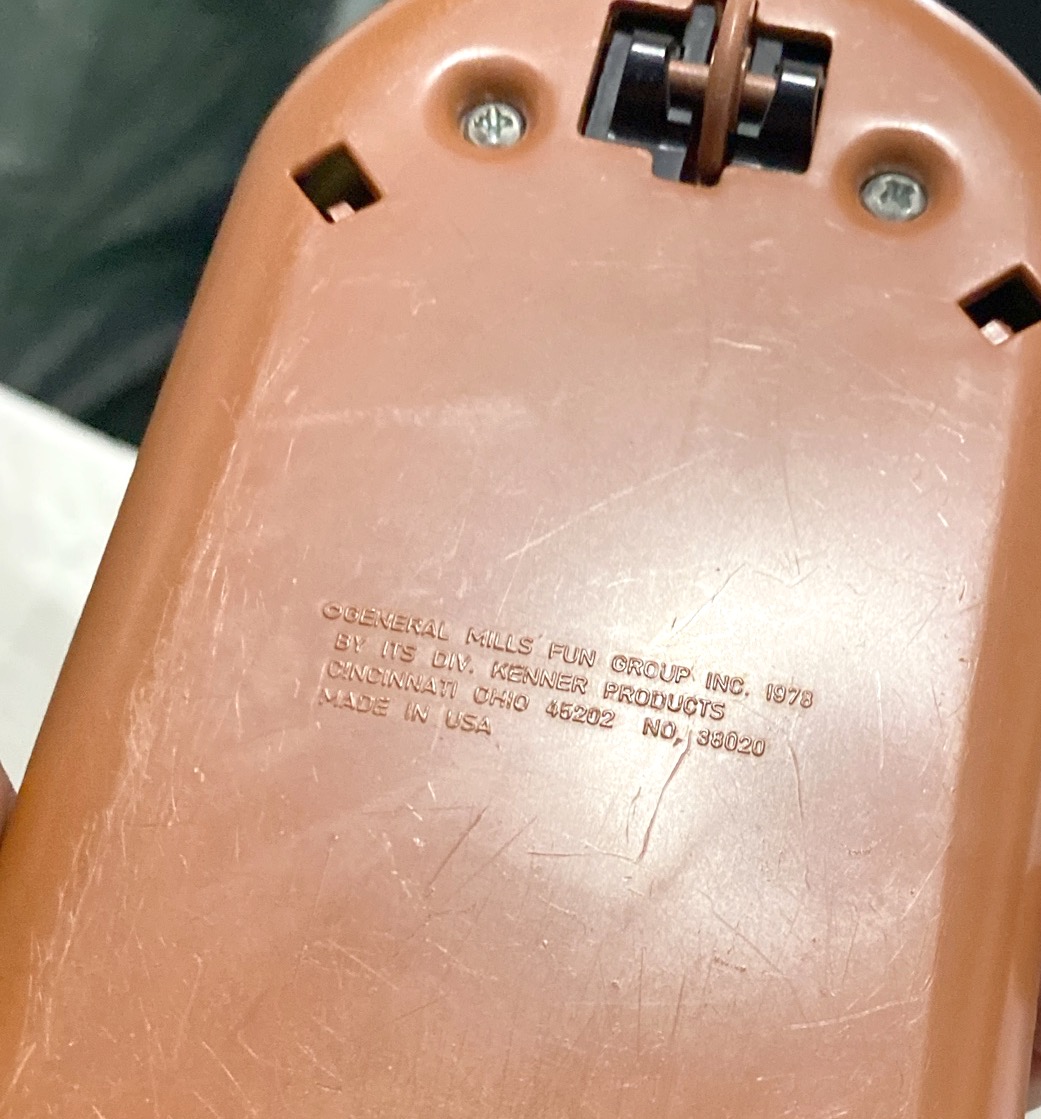 ©GENERAL MILLS FUN GROUP INC. 1978
BY ITS DIV. KENNER PRODUCTS
CINCINNATI OHIO 45202 NO. 38020
MADE IN USA